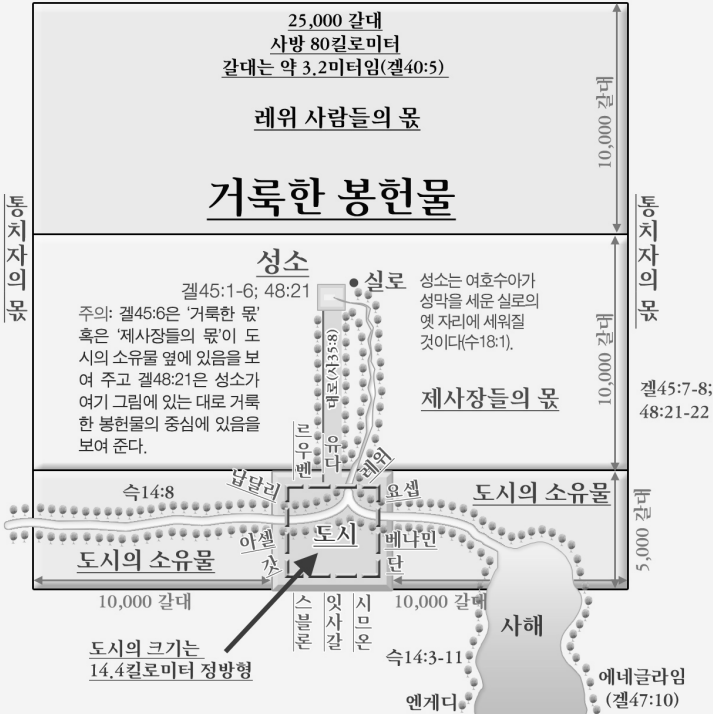 25,000 갈대
사방 80킬로미터
갈대는 약 3.2미터임(겔40:5)
레위 사람들의 몫
10,000 갈대
거룩한 봉헌물
통치자의 몫
통치자의 몫
성소
겔45:1-6; 48:21
실로
주의: 겔45:6은 '거룩한 몫'
혹은 '제사장들의 몫'이 도
시의 소유물 옆에 있음을 보
여 주고 겔48:21은 성소가
여기 그림에 있는 대로 거룩
한 봉헌물의 중심에 있음을
보여 준다.
성소는 여호수아가
성막을 세운 실로의
옛 자리에 세워질
것이다(수18:1).
대로(사35:8)
제사장들의 몫
10,000 갈대
겔45:7-8;
48:21-22
르우벤
유다
레위
납달리
요셉
슥14:8
도시의 소유물
5,000 갈대
도시
아셀
베냐민
갓
단
도시의 소유물
10,000 갈대
10,000 갈대
스블론
잇사갈
시므온
사해
도시의 크기는
14.4킬로미터 정방형
슥14:3-11
엔게디
에네글라임
(겔47:10)